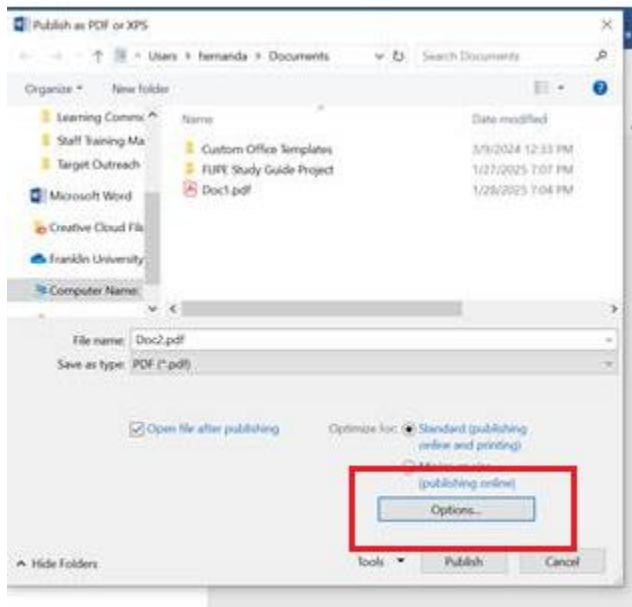 Publish as PDF or XPS
Users > fernanda > Documents
Search Documents
Organize
New folder
Learning Commc
Staff Training Ma
Target Outreach
Microsoft Word
Creative Cloud File
Franklin University
Computer Name:
Name
Date modified
Custom Office Templates
3/9/2024 12:33 PM
FUPE Study Guide Project
1/27/2025 7:07 PM
Doc1.pdf
1/28/2025 7:04 PM
File name: Doc2.pdf
Save as type: PDF (*.pdf)
Open file after publishing
Optimize for: Standard (publishing
online and printing)
(publishing online)
Options...
Hide Folders
Tools
Publish
Cancel